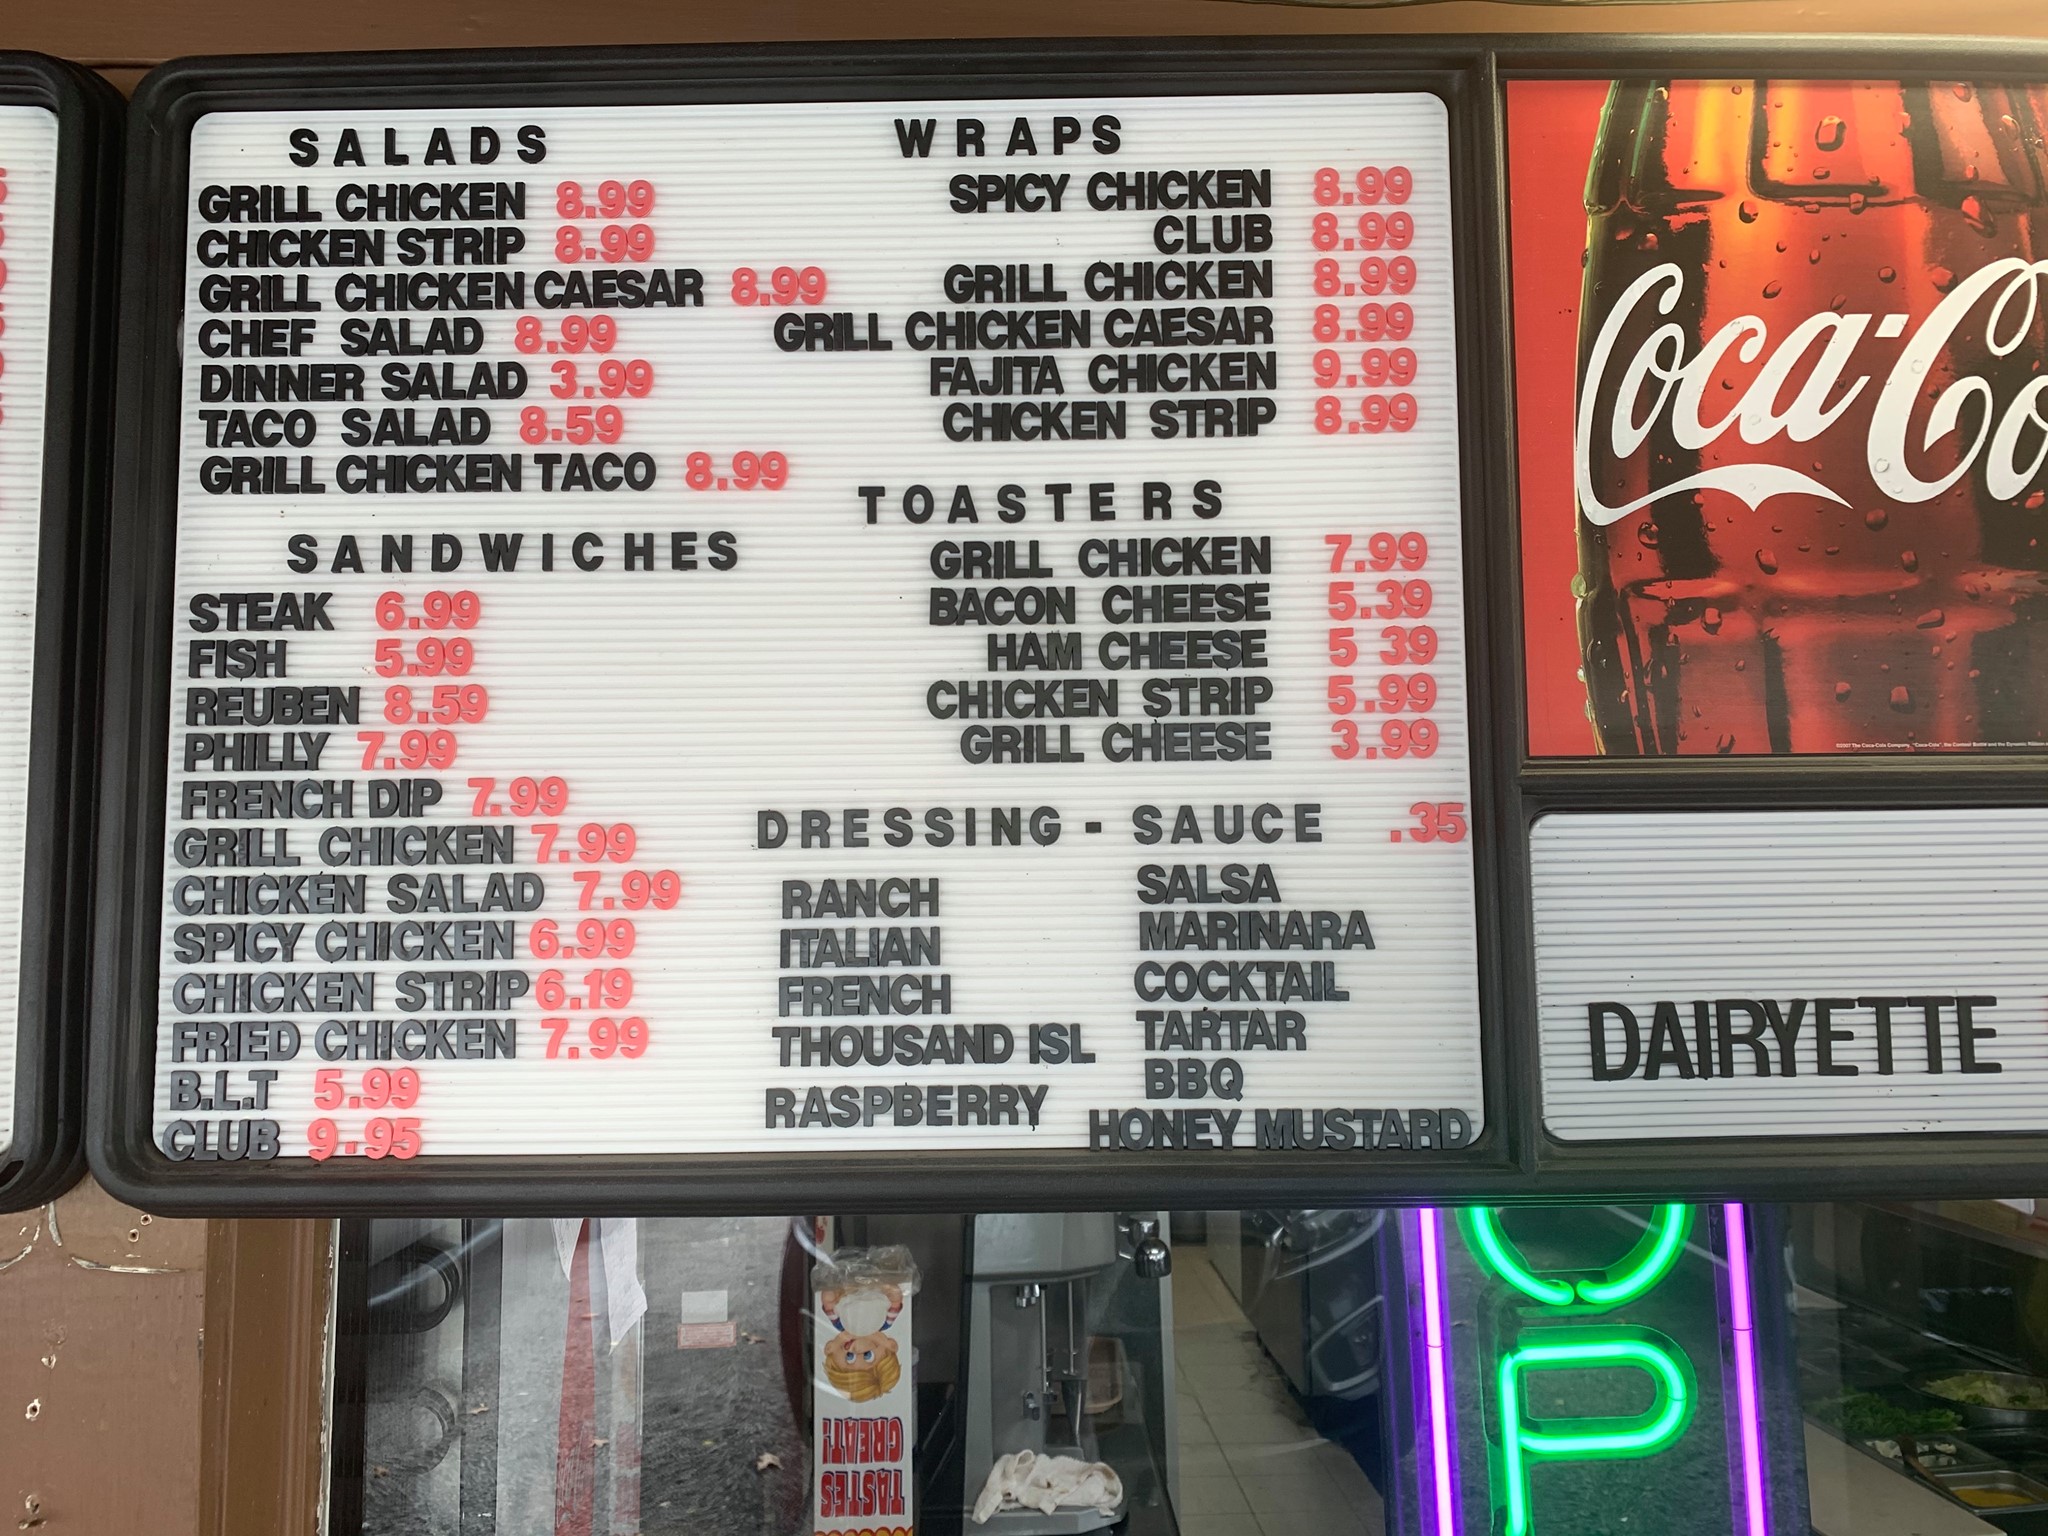 SALADS
GRILL CHICKEN 8.99
CHICKEN STRIP 8.99
GRILL CHICKEN CAESAR 8.99
CHEF SALAD 8.99
DINNER SALAD 3.99
TACO SALAD 8.59
GRILL CHICKEN TACO 8.99
SANDWICHES
STEAK 6.99
FISH 5.99
REUBEN 8.59
PHILLY 7.99
FRENCH DIP 7.99
GRILL CHICKEN 7.99
CHICKEN SALAD 7.99
SPICY CHICKEN 6.99
CHICKEN STRIP 6.19
FRIED CHICKEN 7.99
B.L.T 5.99
CLUB 9.95
WRAPS
SPICY CHICKEN 8.99
CLUB 8.99
GRILL CHICKEN 8.99
GRILL CHICKEN CAESAR 8.99
FAJITA CHICKEN 9.99
CHICKEN STRIP 8.99
TOASTERS
GRILL CHICKEN 7.99
BACON CHEESE 5.39
HAM CHEESE 5 39
CHICKEN STRIP 5.99
GRILL CHEESE 3.99
DRESSING - SAUCE .35
RANCH
ITALIAN
FRENCH
THOUSAND ISL
RASPBERRY
SALSA
MARINARA
COCKTAIL
TARTAR
BBQ
HONEY MUSTARD
Coca-Co
DAIRYETTE
TASTES
GREAT!
OP